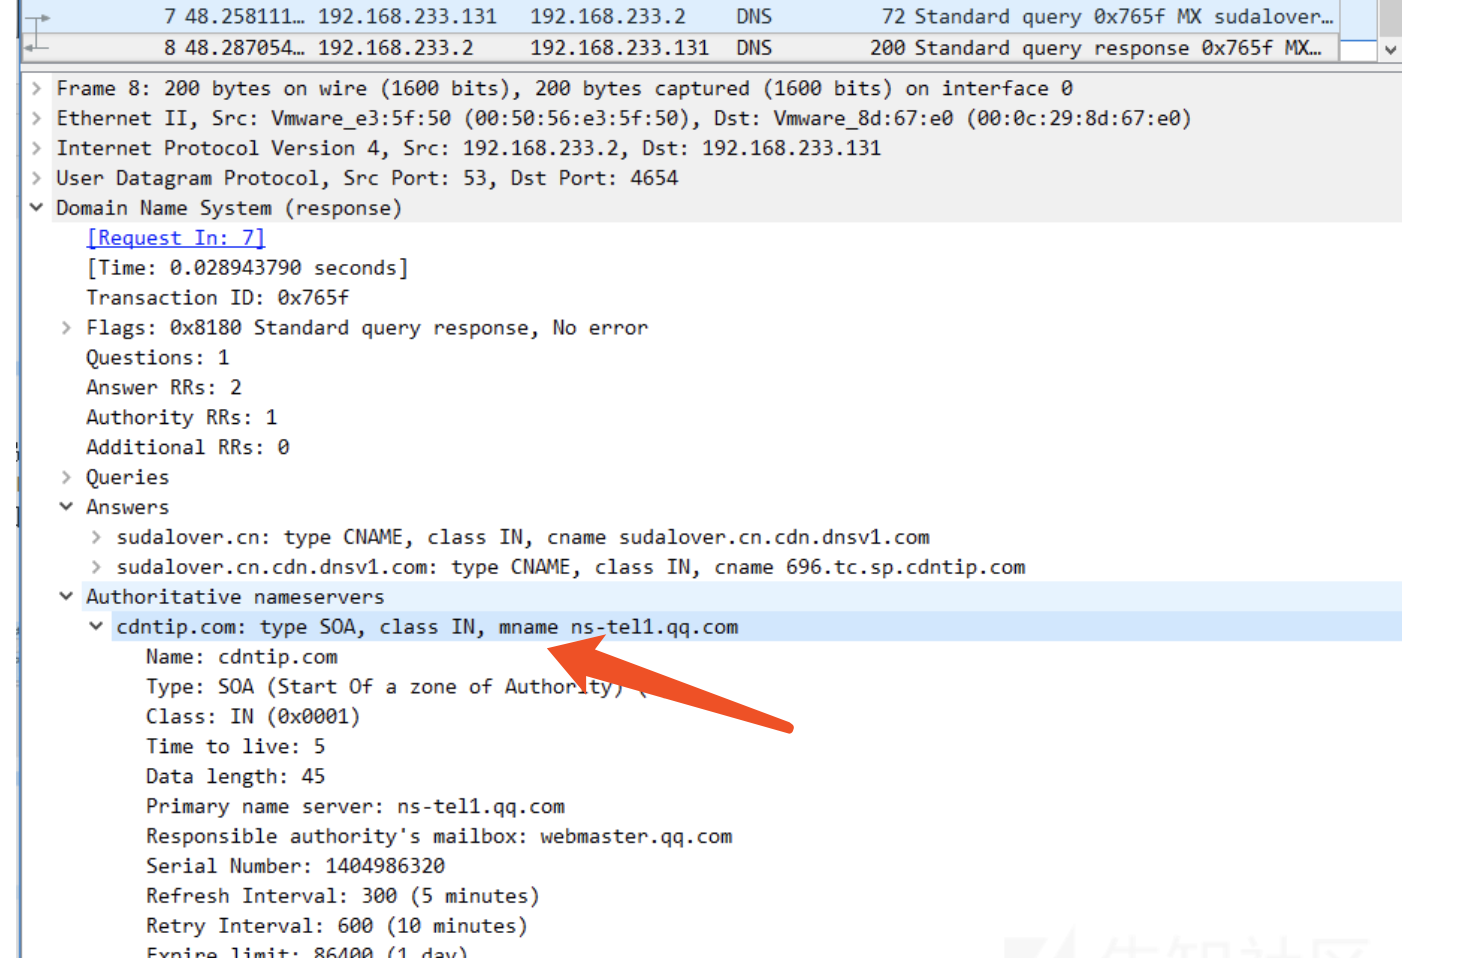 7 48.258111… 192.168.233.131 192.168.233.2 DNS 72 Standard query 0x765f MX sudalover…
8 48.287054… 192.168.233.2 192.168.233.131 DNS 200 Standard query response 0x765f MX…
Frame 8: 200 bytes on wire (1600 bits), 200 bytes captured (1600 bits) on interface 0
Ethernet II, Src: Vmware_e3:5f:50 (00:50:56:e3:5f:50), Dst: Vmware_8d:67:e0 (00:0c:29:8d:67:e0)
Internet Protocol Version 4, Src: 192.168.233.2, Dst: 192.168.233.131
User Datagram Protocol, Src Port: 53, Dst Port: 4654
Domain Name System (response)
[Request In: 7]
[Time: 0.028943790 seconds]
Transaction ID: 0x765f
Flags: 0x8180 Standard query response, No error
Questions: 1
Answer RRs: 2
Authority RRs: 1
Additional RRs: 0
Queries
Answers
sudalover.cn: type CNAME, class IN, cname sudalover.cn.cdn.dnsv1.com
sudalover.cn.cdn.dnsv1.com: type CNAME, class IN, cname 696.tc.sp.cdntip.com
Authoritative nameservers
cdntip.com: type SOA, class IN, mname ns-tel1.qq.com
Name: cdntip.com
Type: SOA (Start Of a zone of Authority) (
Class: IN (0x0001)
Time to live: 5
Data length: 45
Primary name server: ns-tel1.qq.com
Responsible authority's mailbox: webmaster.qq.com
Serial Number: 1404986320
Refresh Interval: 300 (5 minutes)
Retry Interval: 600 (10 minutes)
Expire limit: 86400 (1 day)